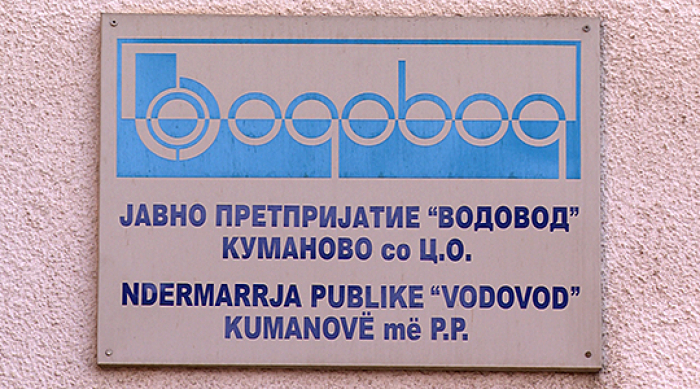 водовод
ЈАВНО ПРЕТПРИЈАТИЕ “ВОДОВОД”
КУМАНОВО со Ц.О.
NDERMARRJA PUBLIKE “VODOVOD”
KUMANOVË më P.P.